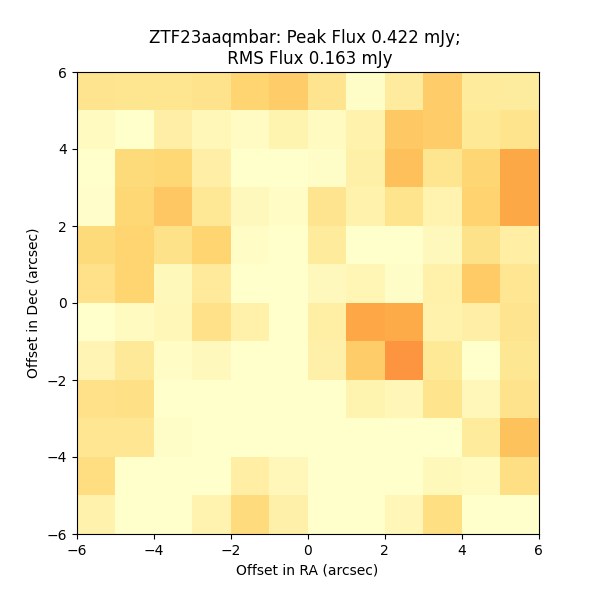 ZTF23aaqmbar: Peak Flux 0.422 mJy;
RMS Flux 0.163 mJy
6
4
2
0
−2
−4
−6
Offset in Dec (arcsec)
−6 −4 −2 0 2 4 6
Offset in RA (arcsec)